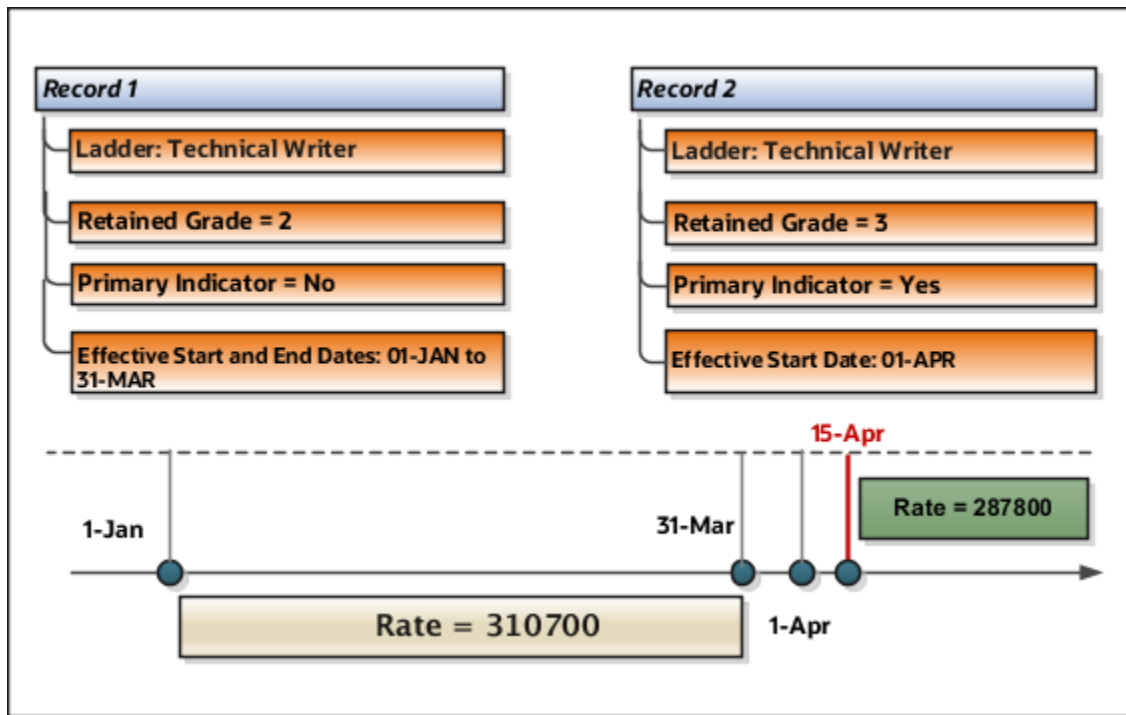 Record 1
Ladder: Technical Writer
Retained Grade = 2
Primary Indicator = No
Effective Start and End Dates: 01-JAN to
31-MAR
Record 2
Ladder: Technical Writer
Retained Grade = 3
Primary Indicator = Yes
Effective Start Date: 01-APR
15-Apr
Rate = 287800
1-Jan
31-Mar
Rate = 310700
1-Apr